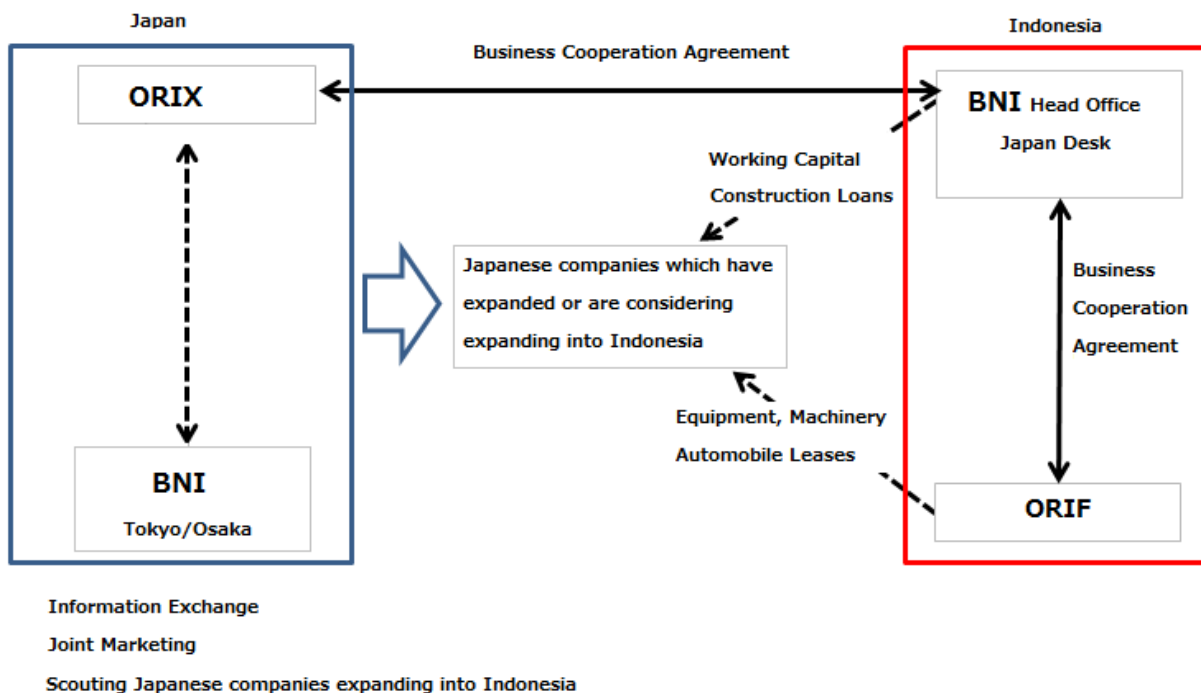 Japan
Indonesia
Business Cooperation Agreement
ORIX
BNI Head Office
Japan Desk
Working Capital
Construction Loans
Japanese companies which have
expanded or are considering
expanding into Indonesia
Business
Cooperation
Agreement
Equipment, Machinery
Automobile Leases
BNI
Tokyo/Osaka
ORIF
Information Exchange
Joint Marketing
Scouting Japanese companies expanding into Indonesia